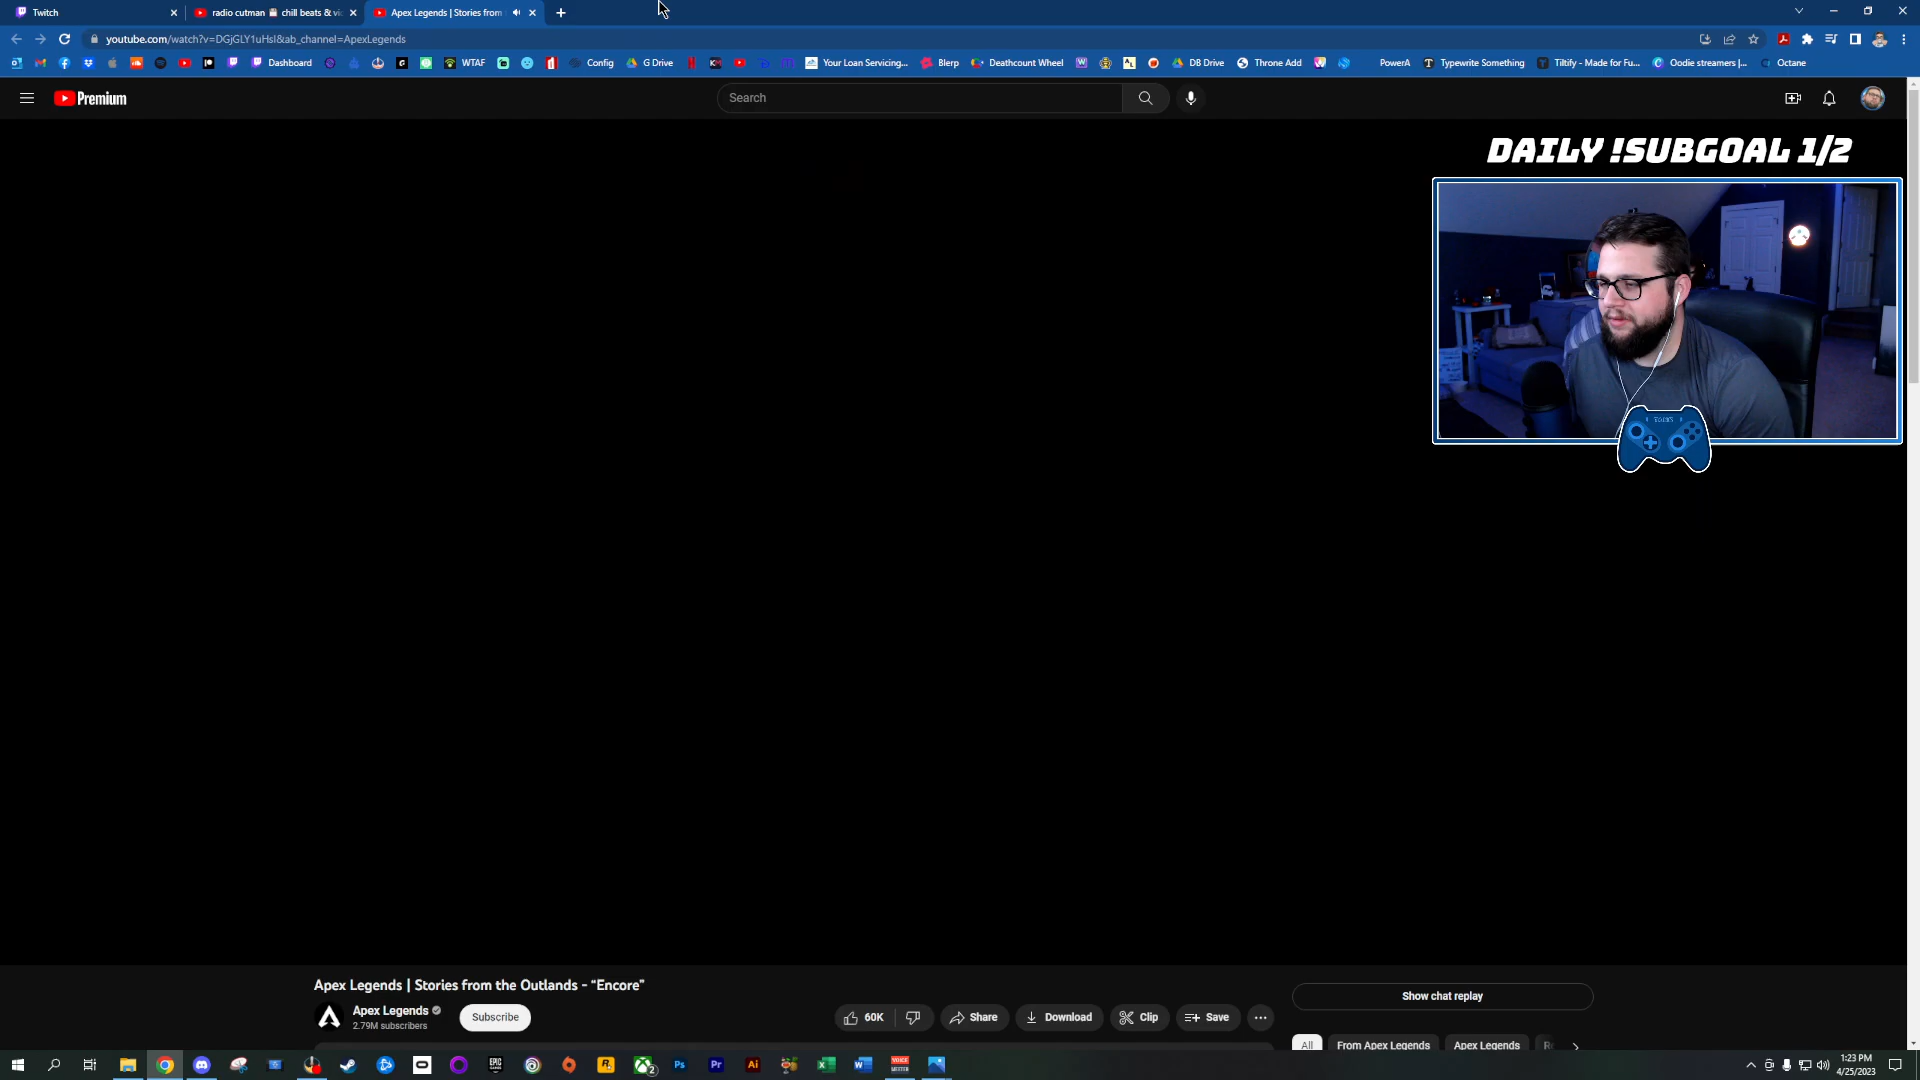 Twitch
radio cutman 
chill beats & vi
Apex Legends | Stories from
youtube.com/watch?v=DGjGLY1uHsI&ab_channel=ApexLegends
Dashboard
WTAF
Config
G Drive
Your Loan Servicing...
Blerp
Deathcount Wheel
DB Drive
Throne Add
PowerA
Typewrite Something
Tiltify - Made for Fu...
Oodie streamers |...
Octane
Premium
Search
DAILY !SUBGOAL 1/2
Apex Legends | Stories from the Outlands - “Encore”
Apex Legends
2.79M subscribers
Subscribe
60K
Share
Download
Clip
Save
Show chat replay
All
From Apex Legends
Apex Legends
1:23 PM
4/25/2023